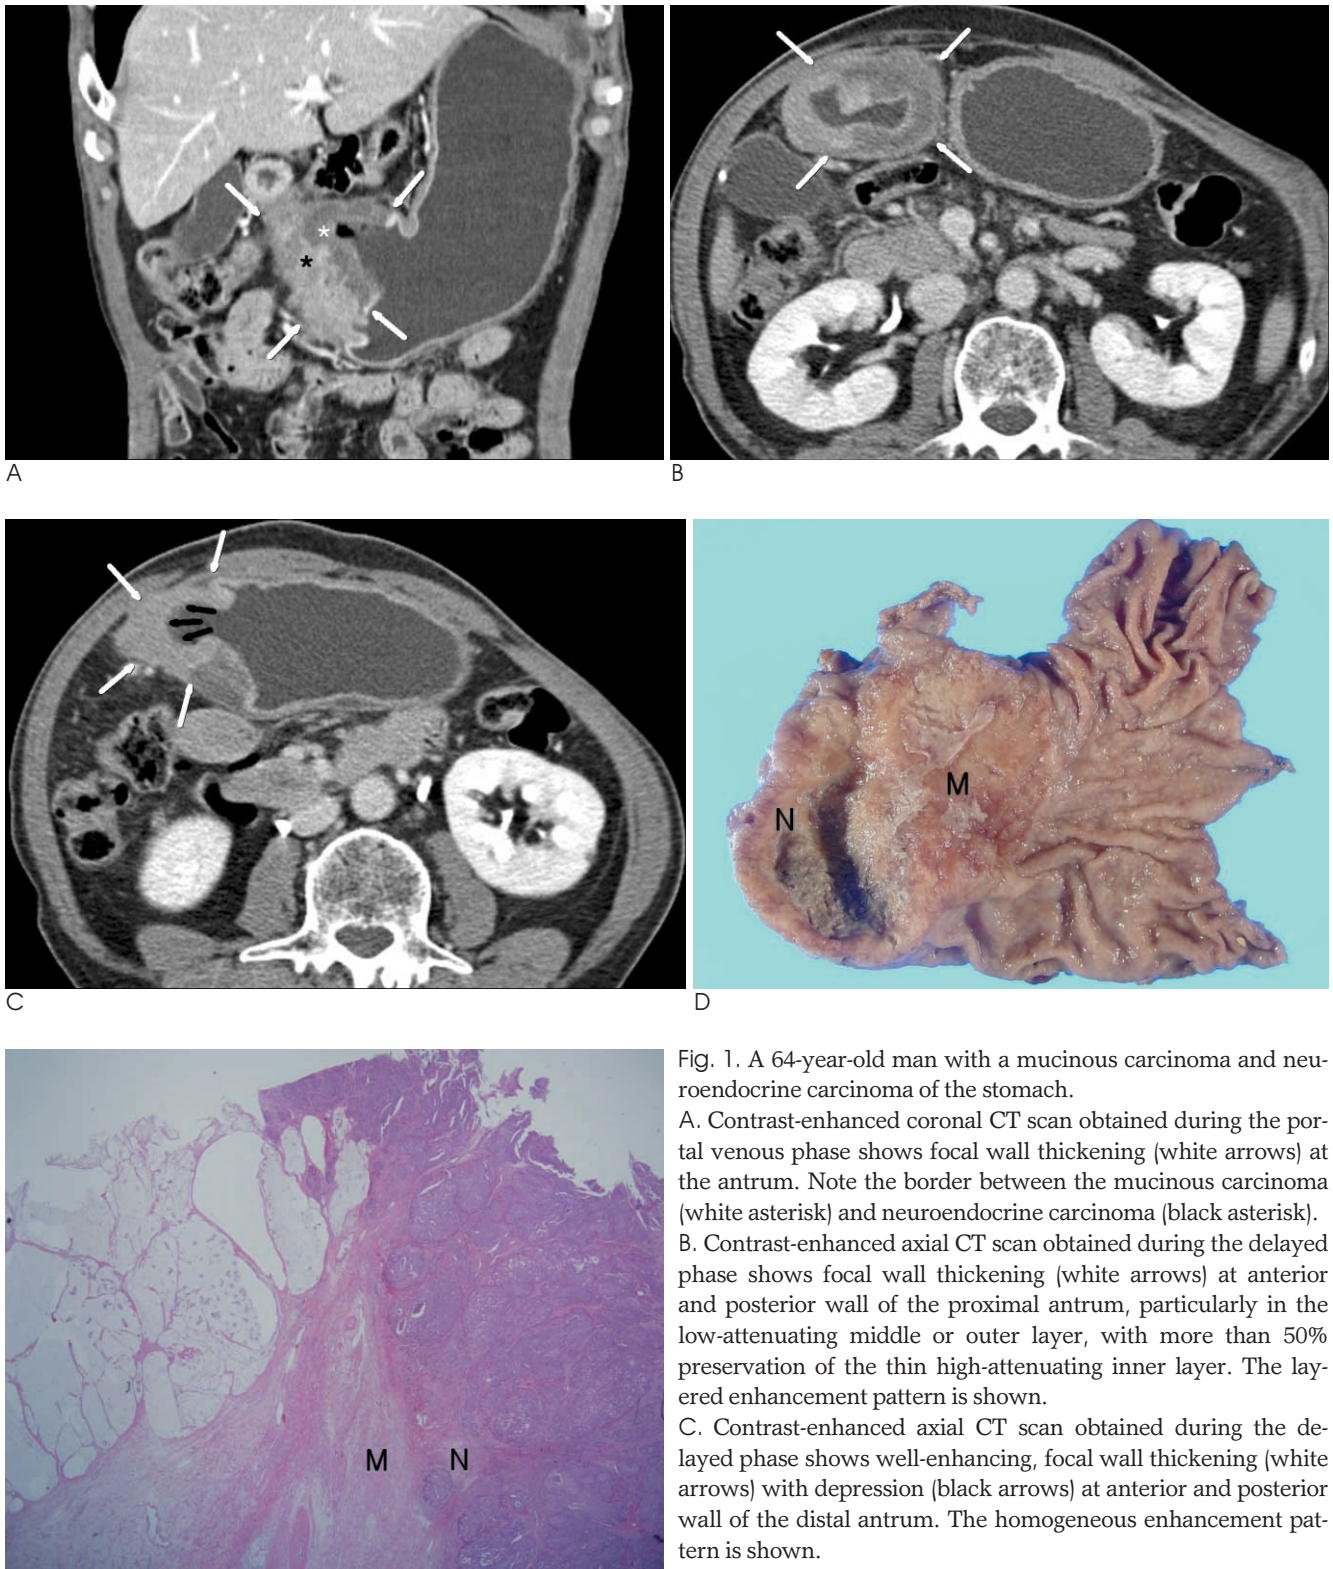 *
*
A
B
C
N
M
D
M
N
Fig. 1. A 64-year-old man with a mucinous carcinoma and neu-
roendocrine carcinoma of the stomach.
A. Contrast-enhanced coronal CT scan obtained during the por-
tal venous phase shows focal wall thickening (white arrows) at
the antrum. Note the border between the mucinous carcinoma
(white asterisk) and neuroendocrine carcinoma (black asterisk).
B. Contrast-enhanced axial CT scan obtained during the delayed
phase shows focal wall thickening (white arrows) at anterior
and posterior wall of the proximal antrum, particularly in the
low-attenuating middle or outer layer, with more than 50%
preservation of the thin high-attenuating inner layer. The lay-
ered enhancement pattern is shown.
C. Contrast-enhanced axial CT scan obtained during the de-
layed phase shows well-enhancing, focal wall thickening (white
arrows) with depression (black arrows) at anterior and posterior
wall of the distal antrum. The homogeneous enhancement pat-
tern is shown.